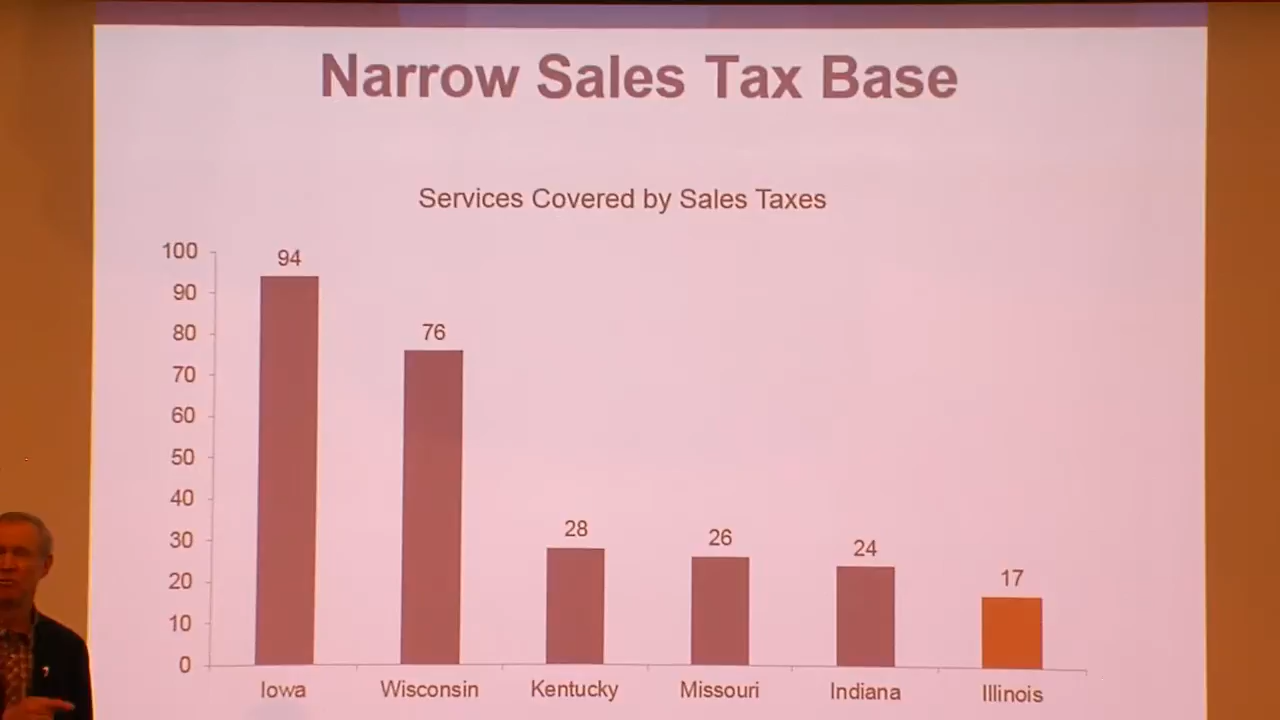 Narrow Sales Tax Base
Services Covered by Sales Taxes
100
90
80
70
60
50
40
30
20
10
0
94
76
28
26
24
17
Iowa
Wisconsin
Kentucky
Missouri
Indiana
Illinois